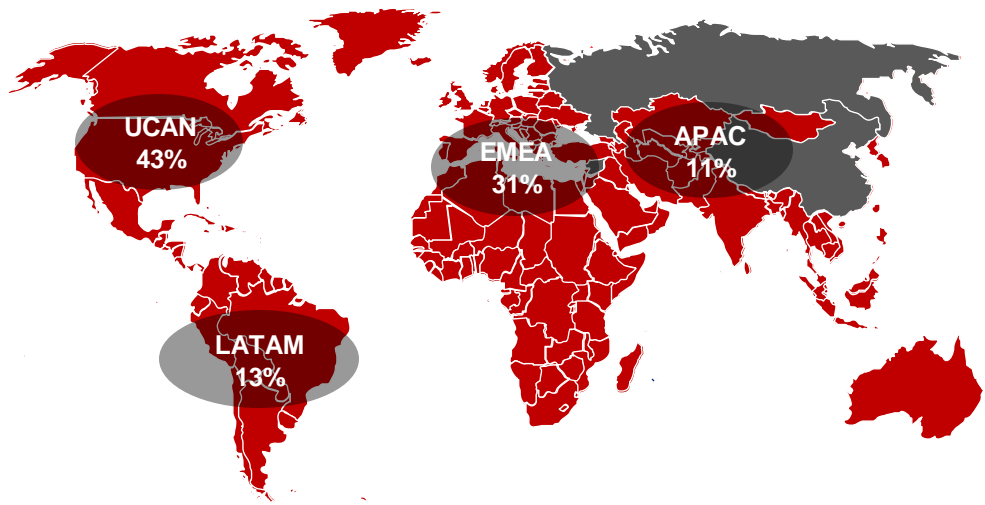 UCAN
43%
EMEA
31%
APAC
11%
LATAM
13%